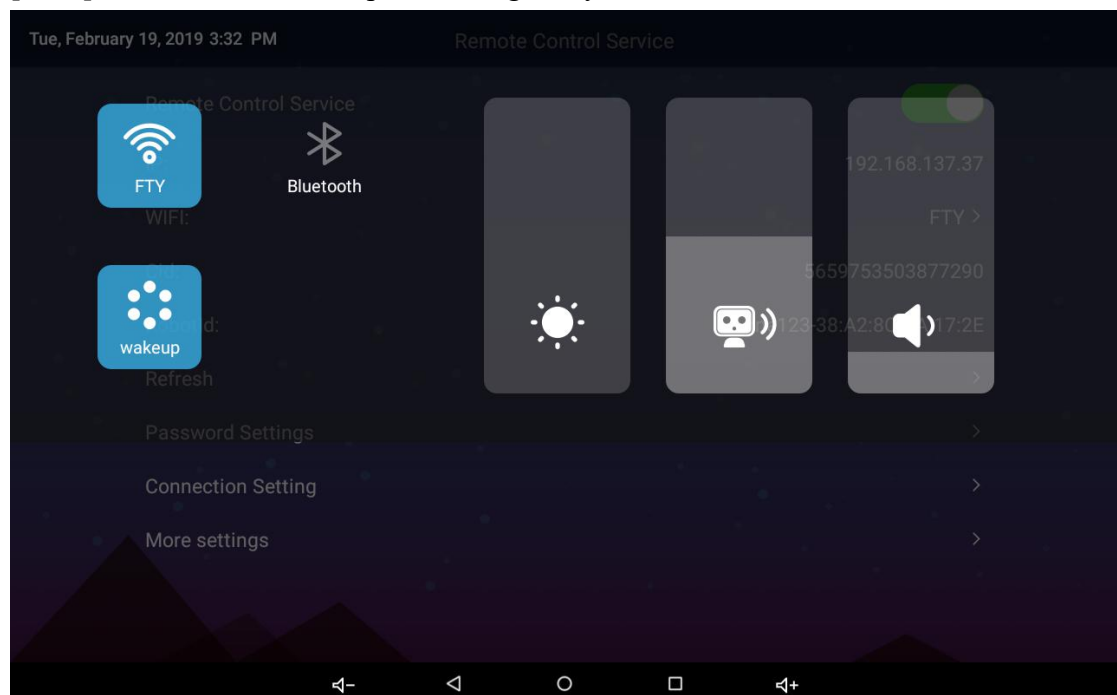 Tue, February 19, 2019 3:32 PM
Remote Control Service
Remote Control Service
FTY
Bluetooth
192.168.137.37
WIFI:
FTY >
5659753503877290
wakeup
Refresh
>
Password Settings
>
Connection Setting
>
More settings
>